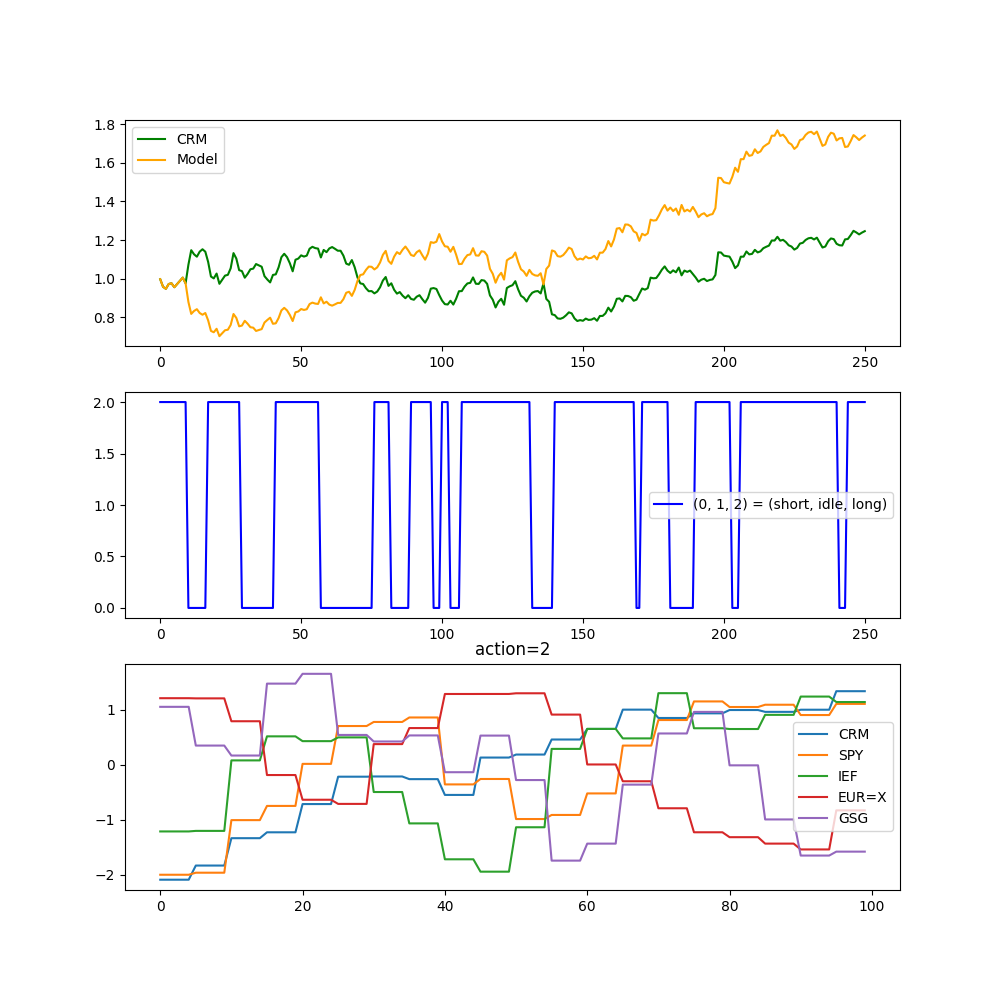 1.8
1.6
1.4
1.2
1.0
0.8
CRM
Model
0 50 100 150 200 250
2.0
1.5
1.0
0.5
0.0
(0, 1, 2) = (short, idle, long)
0 50 100 150 200 250
action=2
1
0
−1
−2
CRM
SPY
IEF
EUR=X
GSG
0 20 40 60 80 100